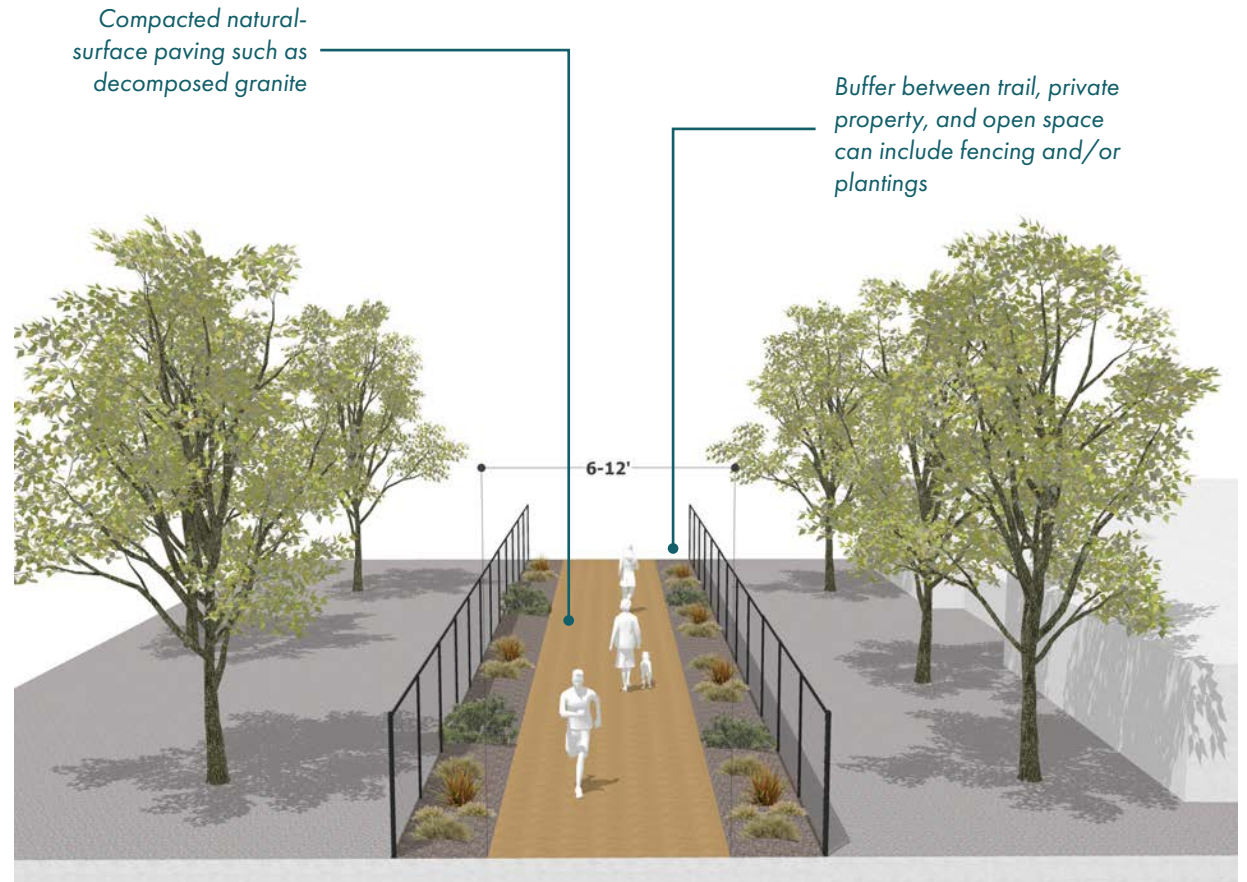 Compacted natural-
surface paving such as
decomposed granite
Buffer between trail, private
property, and open space
can include fencing and/or
plantings
6-12'